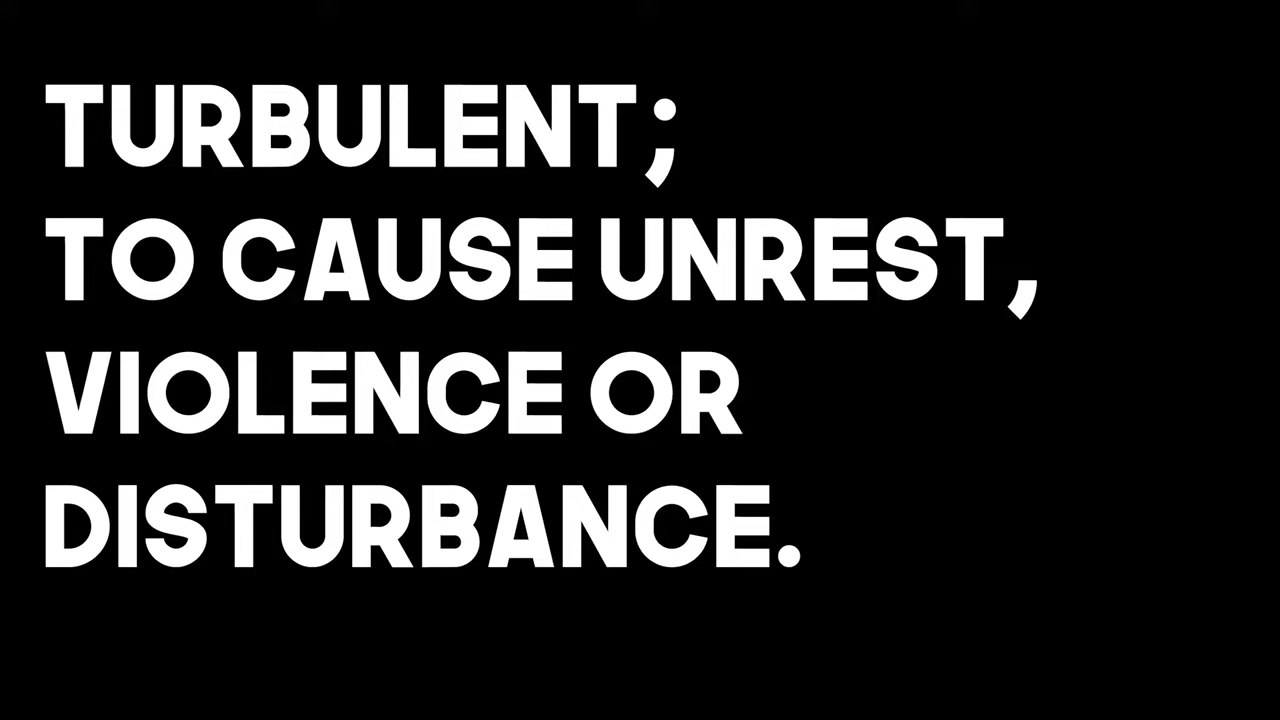 TURBULENT;
TO CAUSE UNREST,
VIOLENCE OR
DISTURBANCE.